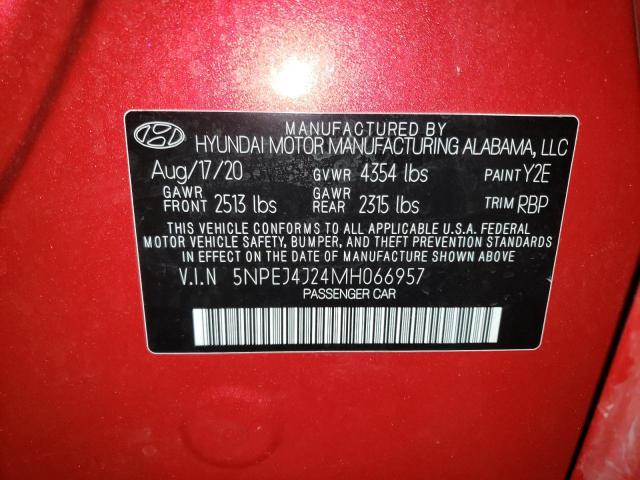 MANUFACTURED BY
HYUNDAI MOTOR MANUFACTURING ALABAMA, LLC
Aug/17/20 GVWR 4354 lbs PAINT Y2E
GAWR FRONT 2513 lbs GAWR REAR 2315 lbs TRIM RBP
THIS VEHICLE CONFORMS TO ALL APPLICABLE U.S.A. FEDERAL
MOTOR VEHICLE SAFETY, BUMPER, AND THEFT PREVENTION STANDARDS
IN EFFECT ON THE DATE OF MANUFACTURE SHOWN ABOVE
V.I.N 5NPEJ4J24MH066957
PASSENGER CAR